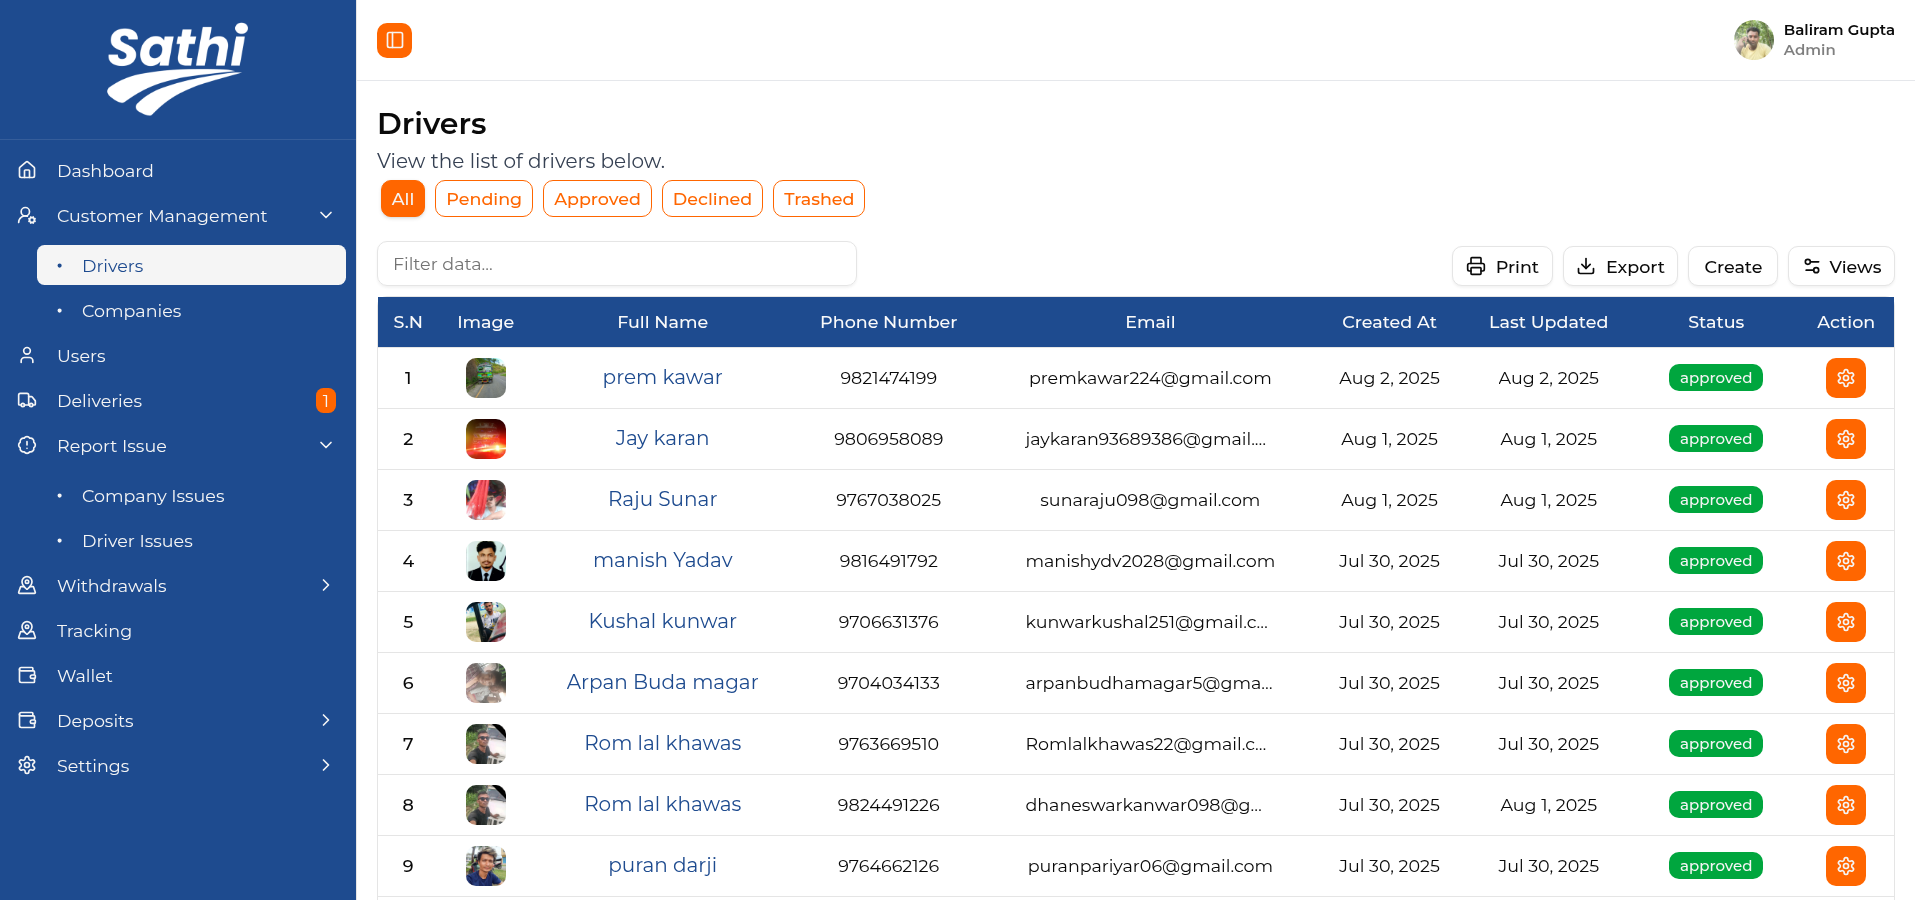 Sathi
Baliram Gupta
Admin
Dashboard
Customer Management
Drivers
Companies
Users
Deliveries 1
Report Issue
Company Issues
Driver Issues
Withdrawals
Tracking
Wallet
Deposits
Settings
Drivers
View the list of drivers below.
All Pending Approved Declined Trashed
Filter data...
Print Export Create Views
S.N Image Full Name Phone Number Email Created At Last Updated Status Action
1 prem kawar 9821474199 premkawar224@gmail.com Aug 2, 2025 Aug 2, 2025 approved
2 Jay karan 9806958089 jaykaran93689386@gmail.... Aug 1, 2025 Aug 1, 2025 approved
3 Raju Sunar 9767038025 sunaraju098@gmail.com Aug 1, 2025 Aug 1, 2025 approved
4 manish Yadav 9816491792 manishydv2028@gmail.com Jul 30, 2025 Jul 30, 2025 approved
5 Kushal kunwar 9706631376 kunwarkushal251@gmail.c... Jul 30, 2025 Jul 30, 2025 approved
6 Arpan Buda magar 9704034133 arpanbudhamagar5@gma... Jul 30, 2025 Jul 30, 2025 approved
7 Rom lal khawas 9763669510 Romlalkhawas22@gmail.c... Jul 30, 2025 Jul 30, 2025 approved
8 Rom lal khawas 9824491226 dhaneswarkanwar098@g... Jul 30, 2025 Aug 1, 2025 approved
9 puran darji 9764662126 puranpariyar06@gmail.com Jul 30, 2025 Jul 30, 2025 approved